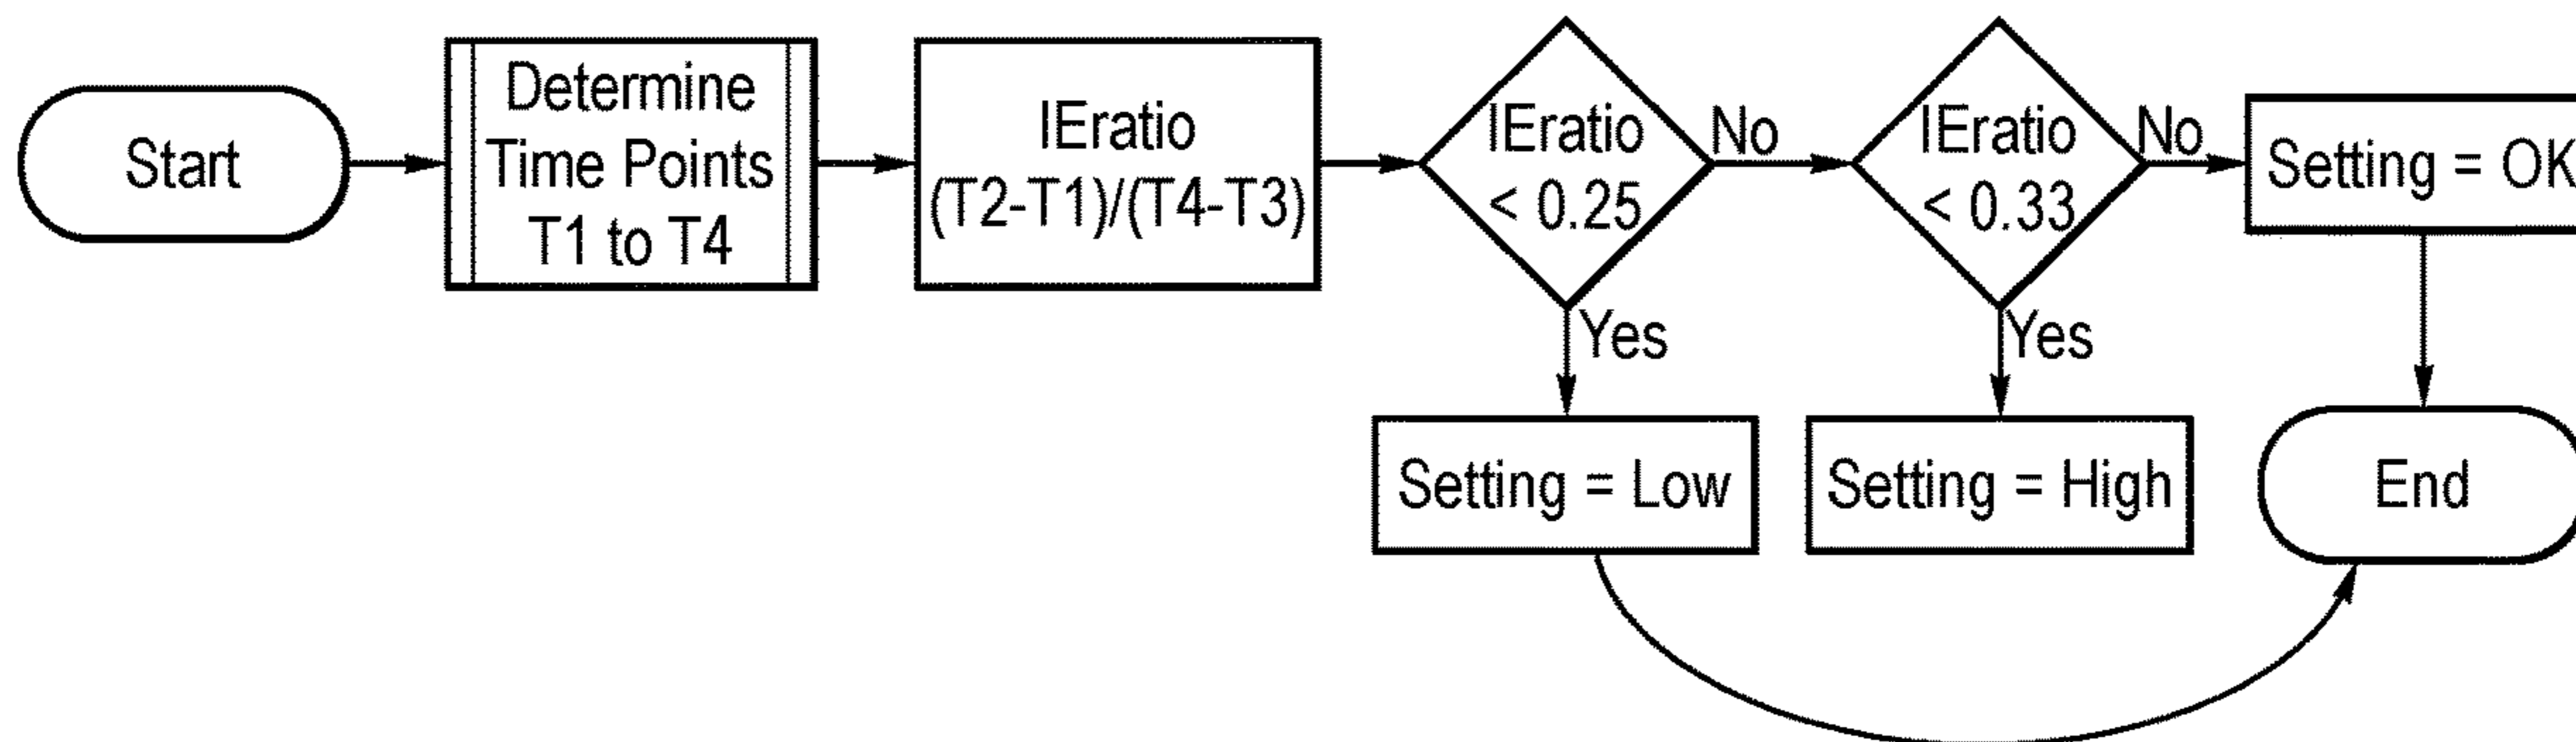 Start
Determine
Time Points
T1 to T4
IEratio
(T2-T1)/(T4-T3)
IEratio
< 0.25
No
Yes
IEratio
< 0.33
No
Yes
Setting = OK
Setting = Low
Setting = High
End